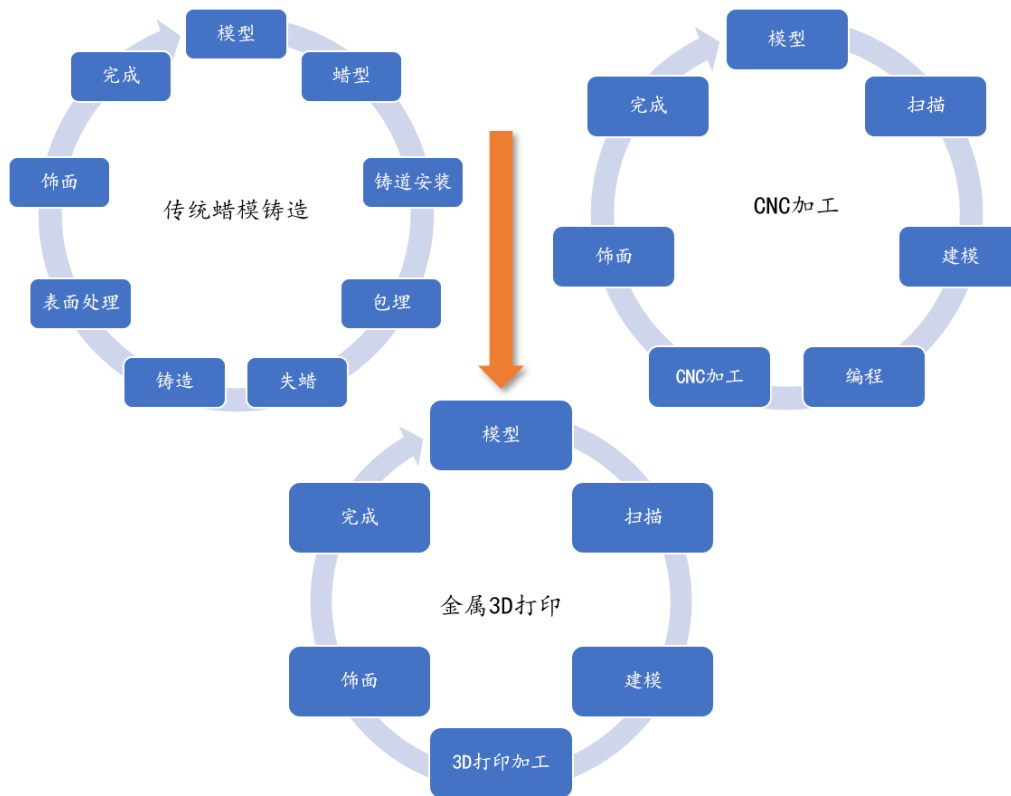 模型
蜡型
铸道安装
包埋
失蜡
铸造
表面处理
饰面
完成
传统蜡模铸造
模型
扫描
建模
编程
CNC加工
饰面
完成
CNC加工
模型
扫描
建模
3D打印加工
饰面
完成
金属3D打印